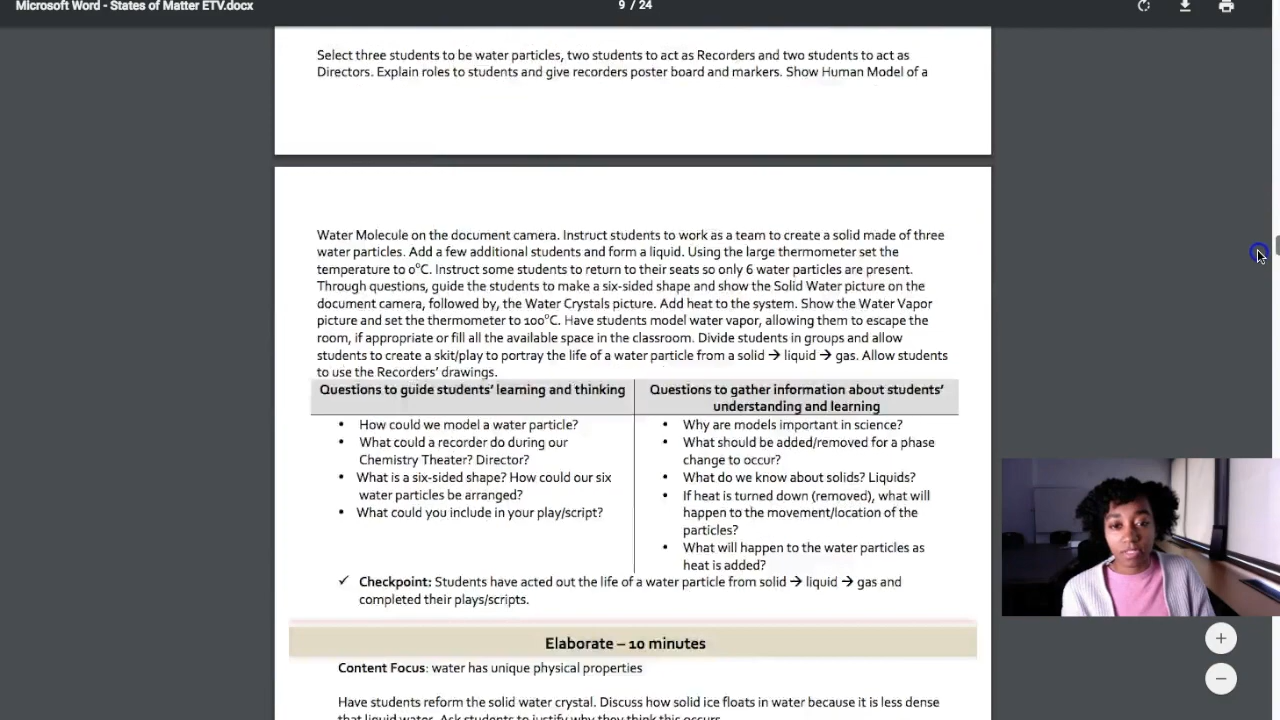 Microsoft Word - States of Matter ETV.docx
9 / 24
Select three students to be water particles, two students to act as Recorders and two students to act as
Directors. Explain roles to students and give recorders poster board and markers. Show Human Model of a
Water Molecule on the document camera. Instruct students to work as a team to create a solid made of three
water particles. Add a few additional students and form a liquid. Using the large thermometer set the
temperature to 0°C. Instruct some students to return to their seats so only 6 water particles are present.
Through questions, guide the students to make a six-sided shape and show the Solid Water picture on the
document camera, followed by, the Water Crystals picture. Add heat to the system. Show the Water Vapor
picture and set the thermometer to 100°C. Have students model water vapor, allowing them to escape the
room, if appropriate or fill all the available space in the classroom. Divide students in groups and allow
students to create a skit/play to portray the life of a water particle from a solid → liquid → gas. Allow students
to use the Recorders' drawings.
Questions to guide students' learning and thinking
• How could we model a water particle?
• What could a recorder do during our
Chemistry Theater? Director?
• What is a six-sided shape? How could our six
water particles be arranged?
• What could you include in your play/script?
Questions to gather information about students'
understanding and learning
• Why are models important in science?
• What should be added/removed for a phase
change to occur?
• What do we know about solids? Liquids?
• If heat is turned down (removed), what will
happen to the movement/location of the
particles?
• What will happen to the water particles as
heat is added?
✓ Checkpoint: Students have acted out the life of a water particle from solid → liquid → gas and
completed their plays/scripts.
Elaborate – 10 minutes
Content Focus: water has unique physical properties
Have students reform the solid water crystal. Discuss how solid ice floats in water because it is less dense
that liquid water. Ask students to justify why they think this occurs.